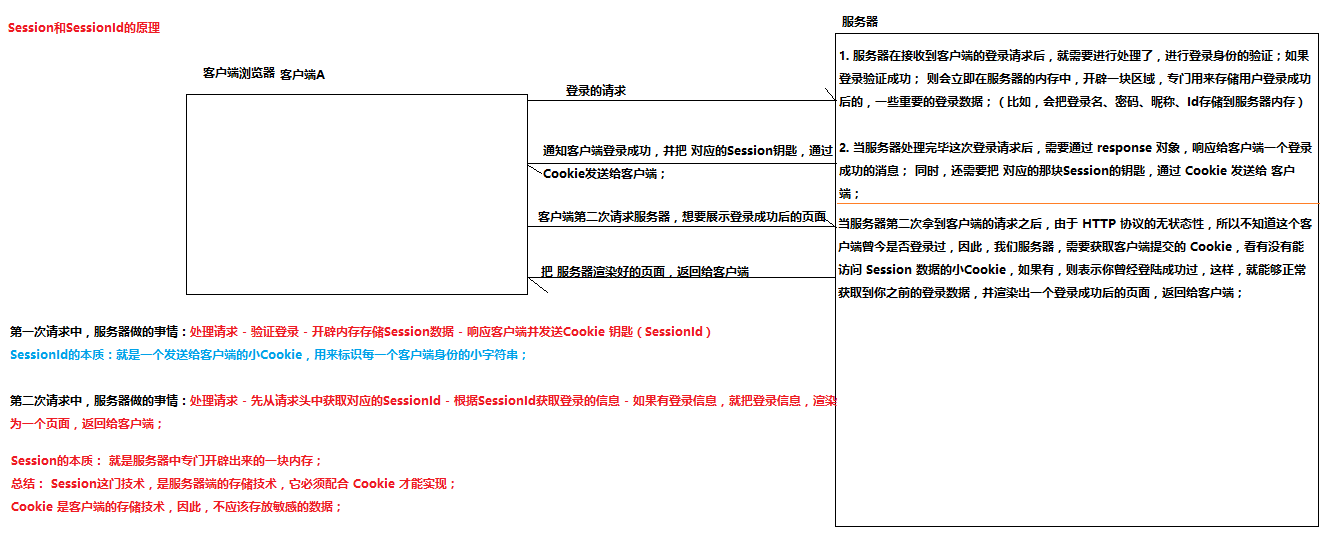 Session和SessionId的原理
服务器
客户端浏览器 客户端A
登录的请求
通知客户端登录成功，并把 对应的Session钥匙，通过
Cookie发送给客户端；
客户端第二次请求服务器，想要展示登录成功后的页面
把 服务器渲染好的页面，返回给客户端
1. 服务器在接收到客户端的登录请求后，就需要进行处理了，进行登录身份的验证；如果
登录验证成功； 则会立即在服务器的内存中，开辟一块区域，专门用来存储用户登录成功
后的，一些重要的登录数据；（比如，会把登录名、密码、昵称、Id存储到服务器内存）
2. 当服务器处理完毕这次登录请求后，需要通过 response 对象，响应给客户端一个登录
成功的消息； 同时，还需要把 对应的那块Session的钥匙，通过 Cookie 发送给 客户
端；
当服务器第二次拿到客户端的请求之后，由于 HTTP 协议的无状态性，所以不知道这个客
户端曾今是否登录过，因此，我们服务器，需要获取客户端提交的 Cookie，看有没有能
访问 Session 数据的小Cookie，如果有，则表示你曾经登陆成功过，这样，就能够正常
获取到你之前的登录数据，并渲染出一个登录成功后的页面，返回给客户端；
第一次请求中，服务器做的事情：处理请求 - 验证登录 - 开辟内存存储Session数据 - 响应客户端并发送Cookie 钥匙（SessionId）
SessionId的本质：就是一个发送给客户端的小Cookie，用来标识每一个客户端身份的小字符串；
第二次请求中，服务器做的事情：处理请求 - 先从请求头中获取对应的SessionId - 根据SessionId获取登录的信息 - 如果有登录信息，就把登录信息，渲染
为一个页面，返回给客户端；
Session的本质： 就是服务器中专门开辟出来的一块内存；
总结： Session这门技术，是服务器端的存储技术，它必须配合 Cookie 才能实现；
Cookie 是客户端的存储技术，因此，不应该存放敏感的数据；